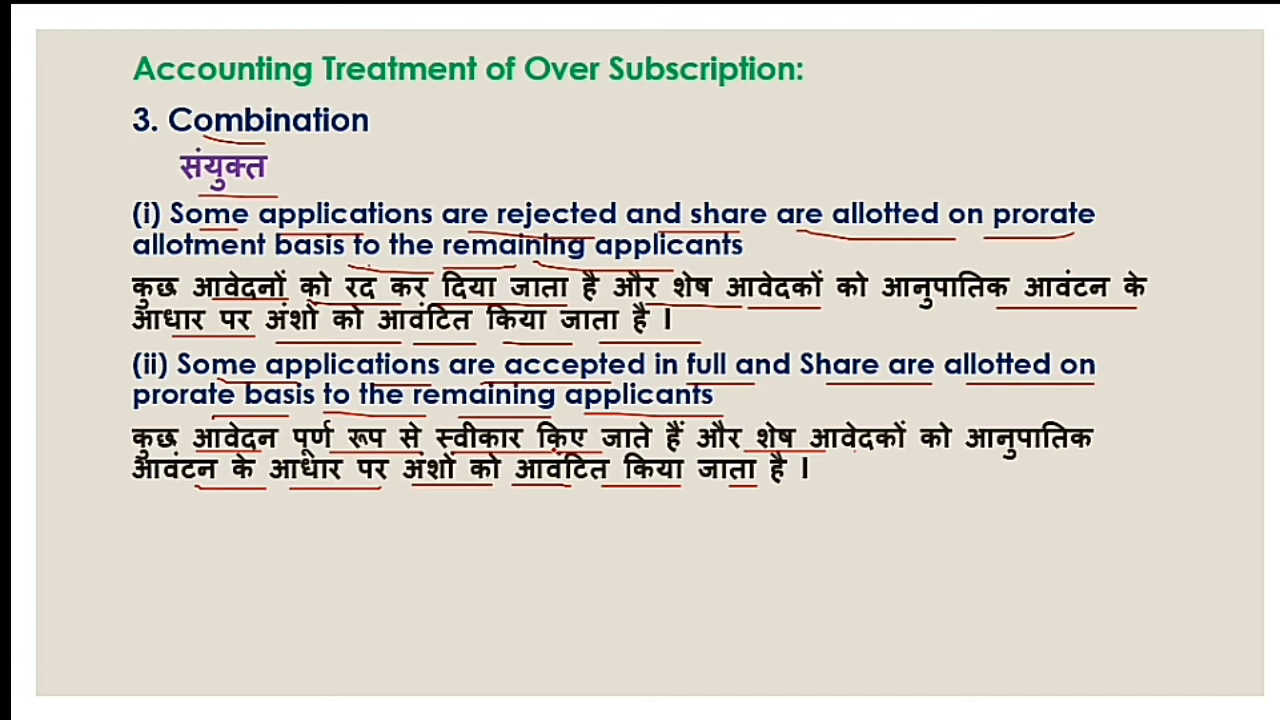 Accounting Treatment of Over Subscription:
3. Combination
संयुक्त
(i) Some applications are rejected and share are allotted on prorate
allotment basis to the remaining applicants
कुछ आवेदनों को रद कर दिया जाता है और शेष आवेदकों को आनुपातिक आवंटन के
आधार पर अंशो को आवंटित किया जाता है ।
(ii) Some applications are accepted in full and Share are allotted on
prorate basis to the remaining applicants
कुछ आवेदन पूर्ण रूप से स्वीकार किए जाते हैं और शेष आवेदकों को आनुपातिक
आवंटन के आधार पर अंशो को आवंटित किया जाता है ।